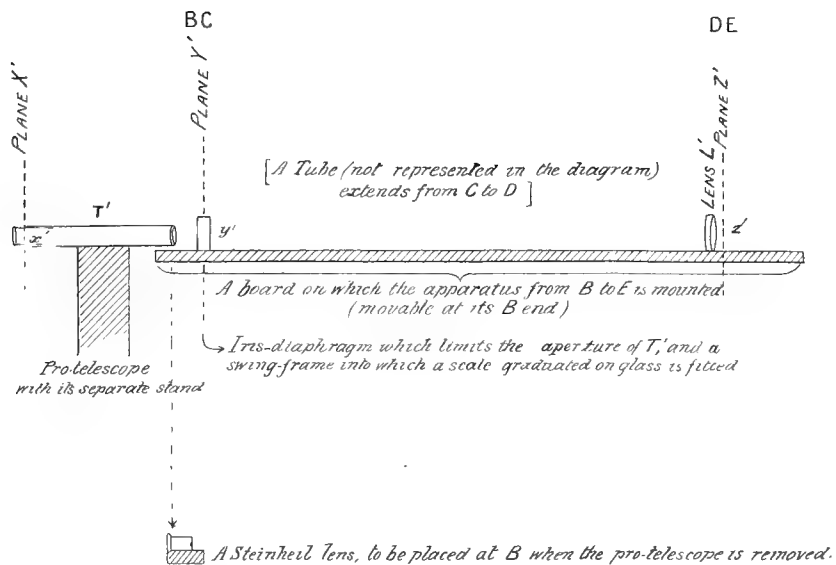 BC
DE
PLANE X'
PLANE Y'
LENS L'
PLANE Z'
[A Tube (not represented in the diagram)
extends from C to D]
T'
x'
y'
z'
A board on which the apparatus from B to E is mounted
(movable at its B end)
Iris-diaphragm which limits the aperture of T', and a
swing-frame into which a scale graduated on glass is fitted
Pro-telescope
with its separate stand
A Steinheil lens, to be placed at B when the pro-telescope is removed.